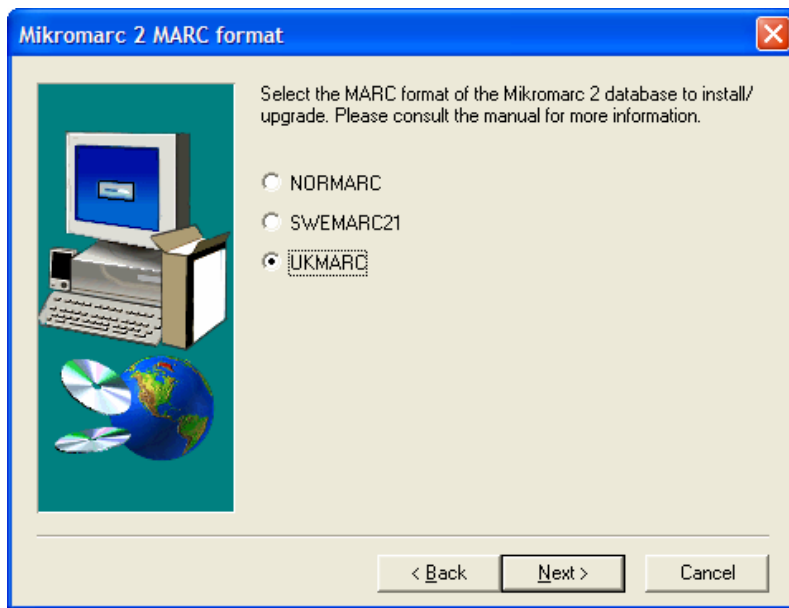 Mikromarc 2 MARC format
Select the MARC format of the Mikromarc 2 database to install/
upgrade. Please consult the manual for more information.
NORMARC
SWEMARC21
UKMARC
< Back
Next >
Cancel